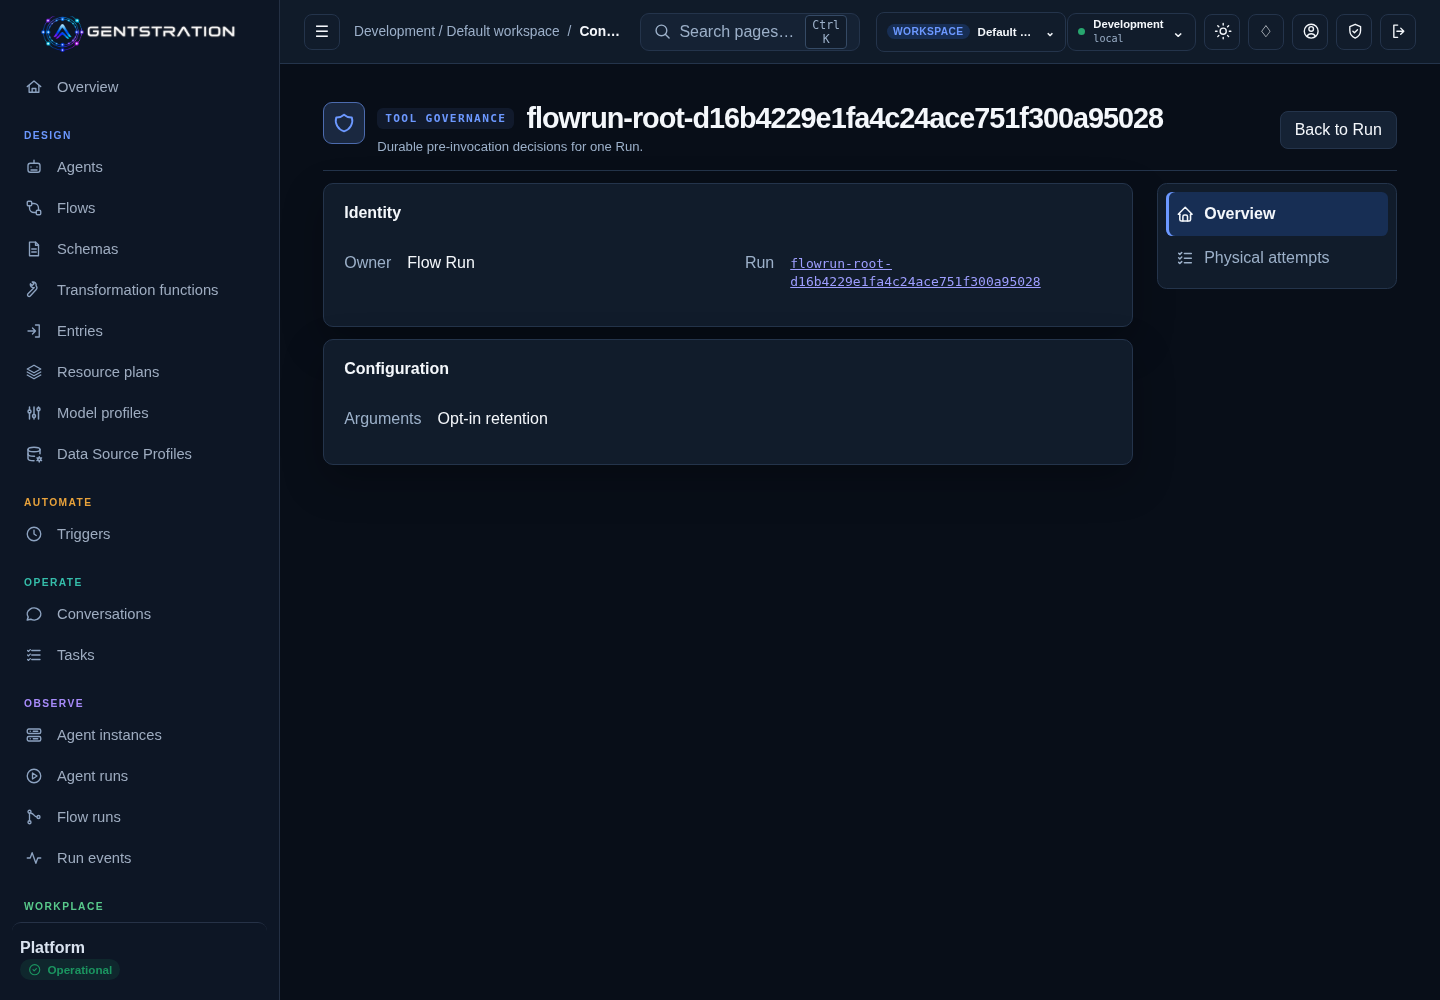 GENTSTRATION
Overview
DESIGN
Agents
Flows
Schemas
Transformation functions
Entries
Resource plans
Model profiles
Data Source Profiles
AUTOMATE
Triggers
OPERATE
Conversations
Tasks
OBSERVE
Agent instances
Agent runs
Flow runs
Run events
WORKPLACE
Platform
Operational
Development / Default workspace / Con…
Search pages…
Ctrl
K
WORKSPACE Default …
Development
local
TOOL GOVERNANCE flowrun-root-d16b4229e1fa4c24ace751f300a95028
Durable pre-invocation decisions for one Run.
Back to Run
Identity
Owner Flow Run
Run flowrun-root-
d16b4229e1fa4c24ace751f300a95028
Configuration
Arguments Opt-in retention
Overview
Physical attempts